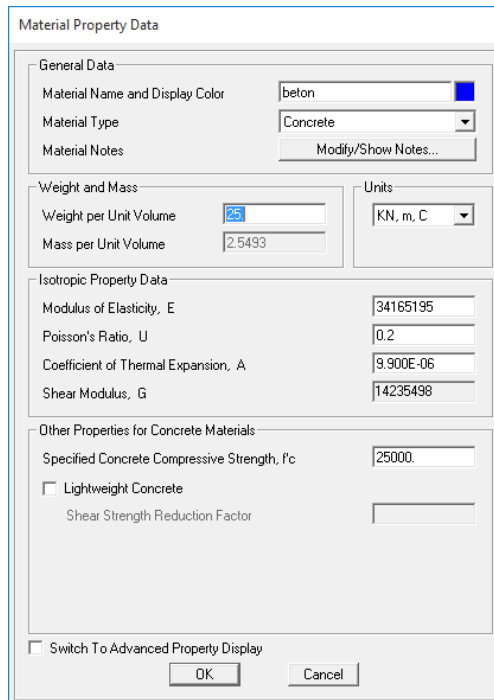 Material Property Data
General Data
Material Name and Display Color beton
Material Type Concrete
Material Notes Modify/Show Notes...
Weight and Mass
Weight per Unit Volume 25.
Mass per Unit Volume 2.5493
Units
KN, m, C
Isotropic Property Data
Modulus of Elasticity, E 34165195
Poisson's Ratio, U 0.2
Coefficient of Thermal Expansion, A 9.900E-06
Shear Modulus, G 14235498
Other Properties for Concrete Materials
Specified Concrete Compressive Strength, f'c 25000.
Lightweight Concrete
Shear Strength Reduction Factor
Switch To Advanced Property Display
OK Cancel